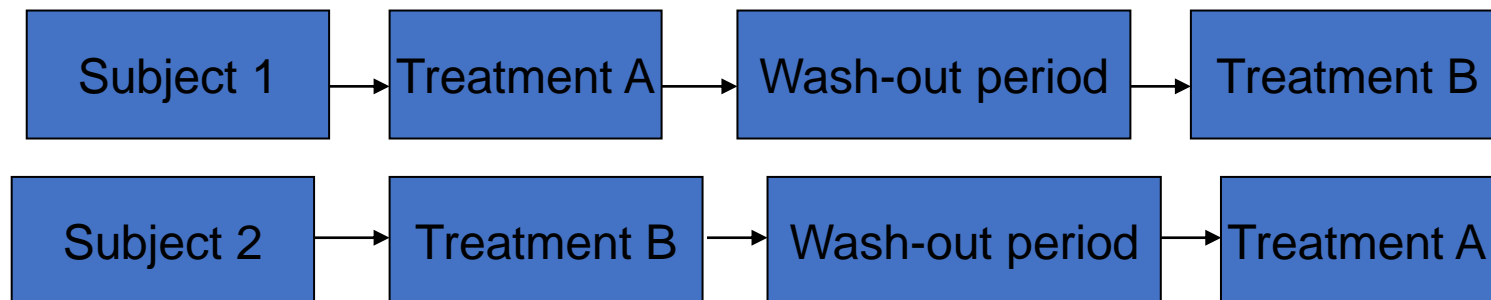 Subject 1 Treatment A Wash-out period Treatment B
Subject 2 Treatment B Wash-out period Treatment A